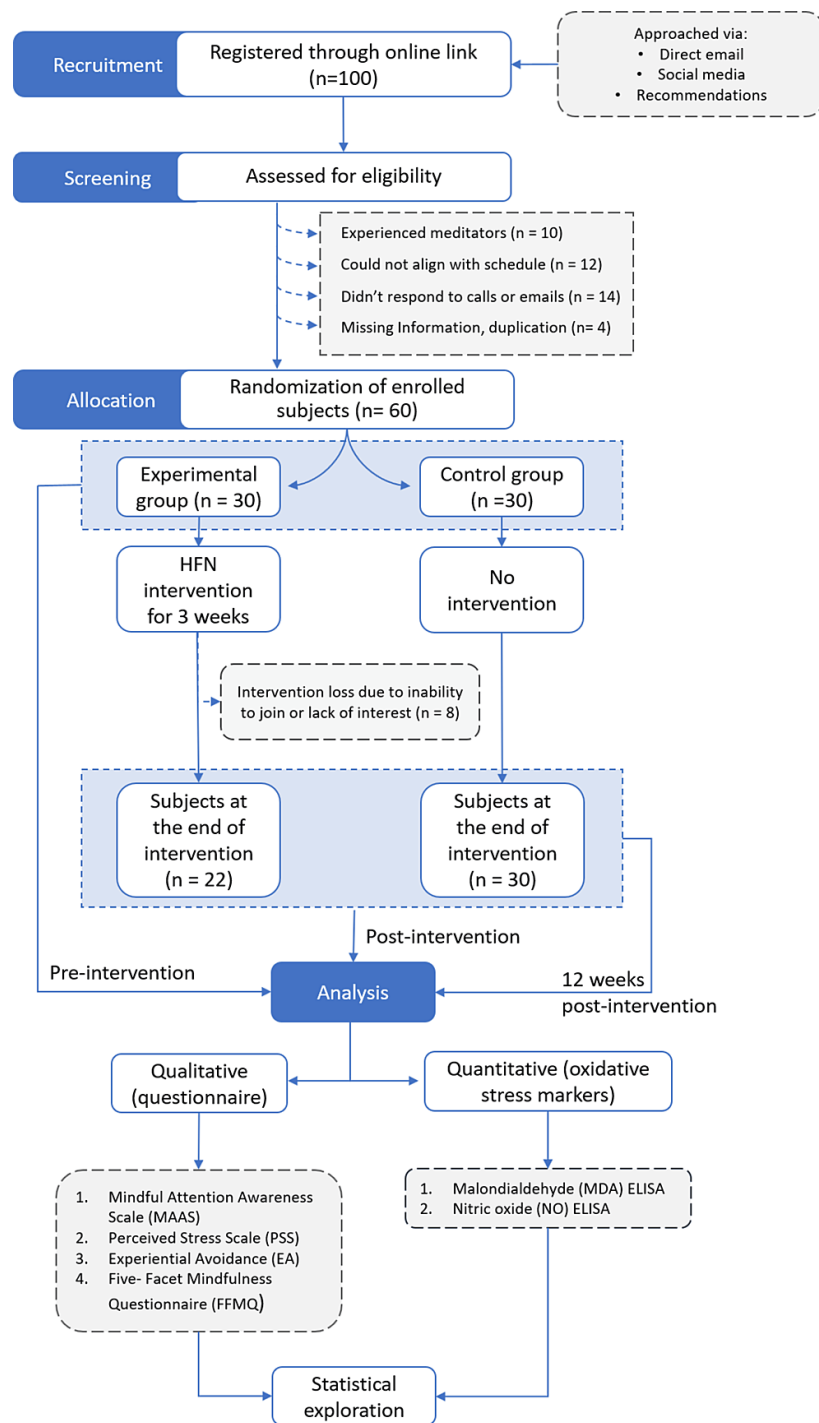 Recruitment
Registered through online link
(n=100)
Approached via:
• Direct email
• Social media
• Recommendations
Screening
Assessed for eligibility
Experienced meditators (n = 10)
Could not align with schedule (n = 12)
Didn’t respond to calls or emails (n = 14)
Missing Information, duplication (n= 4)
Allocation
Randomization of enrolled
subjects (n= 60)
Experimental
group (n = 30)
Control group
(n =30)
HFN
intervention
for 3 weeks
No
intervention
Intervention loss due to inability
to join or lack of interest (n = 8)
Subjects at
the end of
intervention
(n = 22)
Subjects at
the end of
intervention
(n = 30)
Post-intervention
Pre-intervention
12 weeks
post-intervention
Analysis
Qualitative
(questionnaire)
Quantitative (oxidative
stress markers)
1. Mindful Attention Awareness
Scale (MAAS)
2. Perceived Stress Scale (PSS)
3. Experiential Avoidance (EA)
4. Five- Facet Mindfulness
Questionnaire (FFMQ)
1. Malondialdehyde (MDA) ELISA
2. Nitric oxide (NO) ELISA
Statistical
exploration